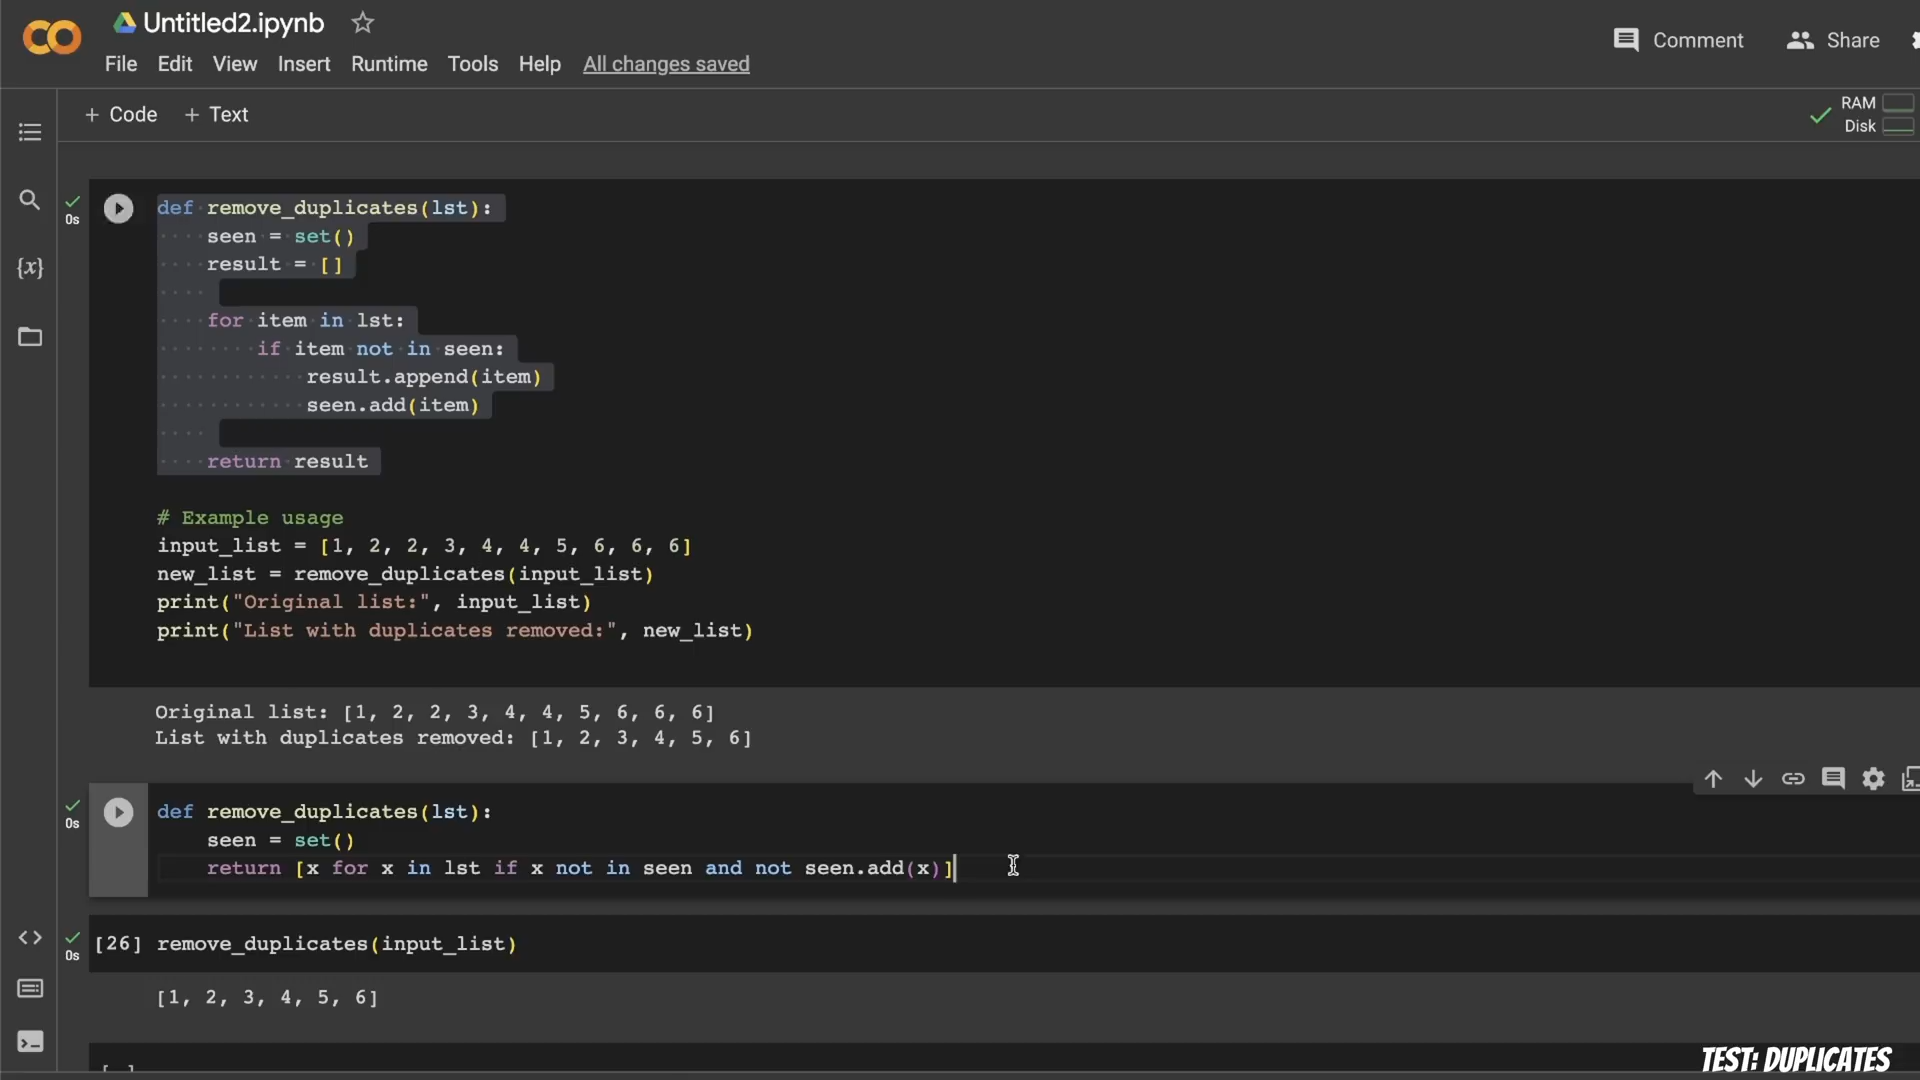 Untitled2.ipynb
File Edit View Insert Runtime Tools Help All changes saved
Comment Share
+ Code + Text
RAM
Disk
0s
def remove_duplicates(lst):
    seen = set()
    result = []
    for item in lst:
        if item not in seen:
            result.append(item)
            seen.add(item)
    return result
# Example usage
input_list = [1, 2, 2, 3, 4, 4, 5, 6, 6, 6]
new_list = remove_duplicates(input_list)
print("Original list:", input_list)
print("List with duplicates removed:", new_list)
Original list: [1, 2, 2, 3, 4, 4, 5, 6, 6, 6]
List with duplicates removed: [1, 2, 3, 4, 5, 6]
0s
def remove_duplicates(lst):
    seen = set()
    return [x for x in lst if x not in seen and not seen.add(x)]
0s
[26] remove_duplicates(input_list)
[1, 2, 3, 4, 5, 6]
TEST: DUPLICATES